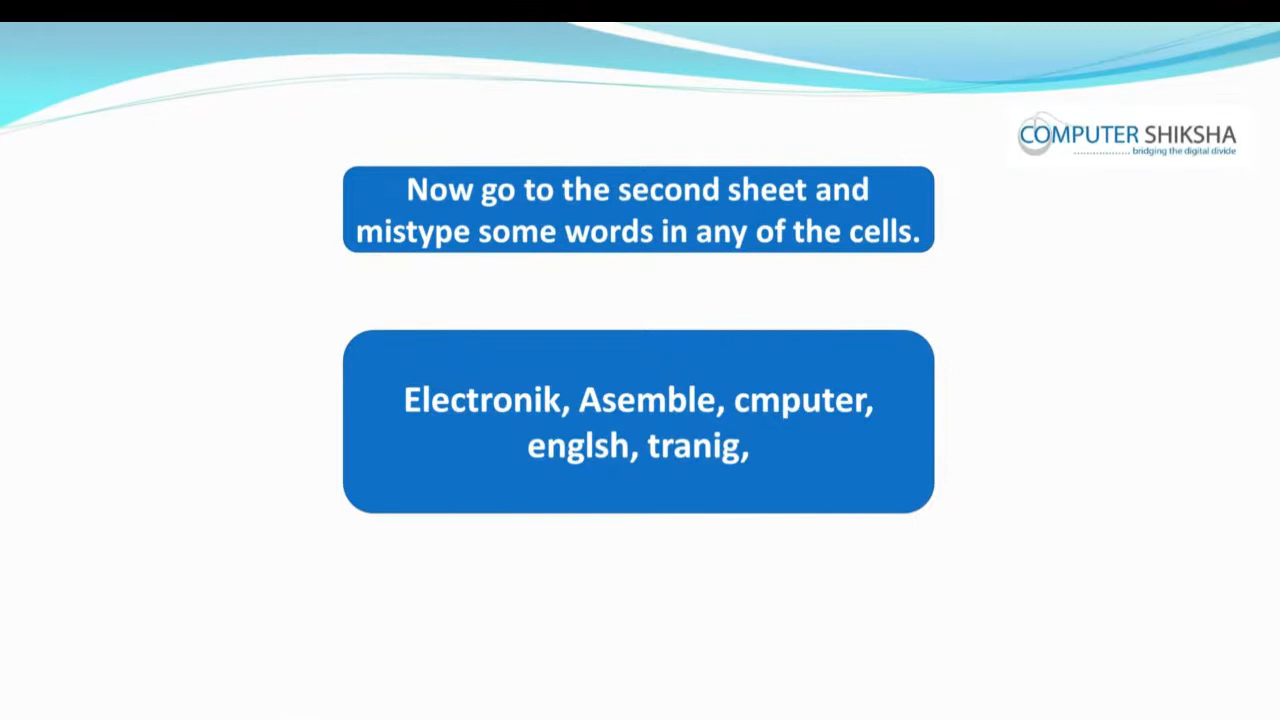 COMPUTER SHIKSHA
bridging the digital divide
Now go to the second sheet and
mistype some words in any of the cells.
Electronik, Asemble, cmputer,
englsh, tranig,